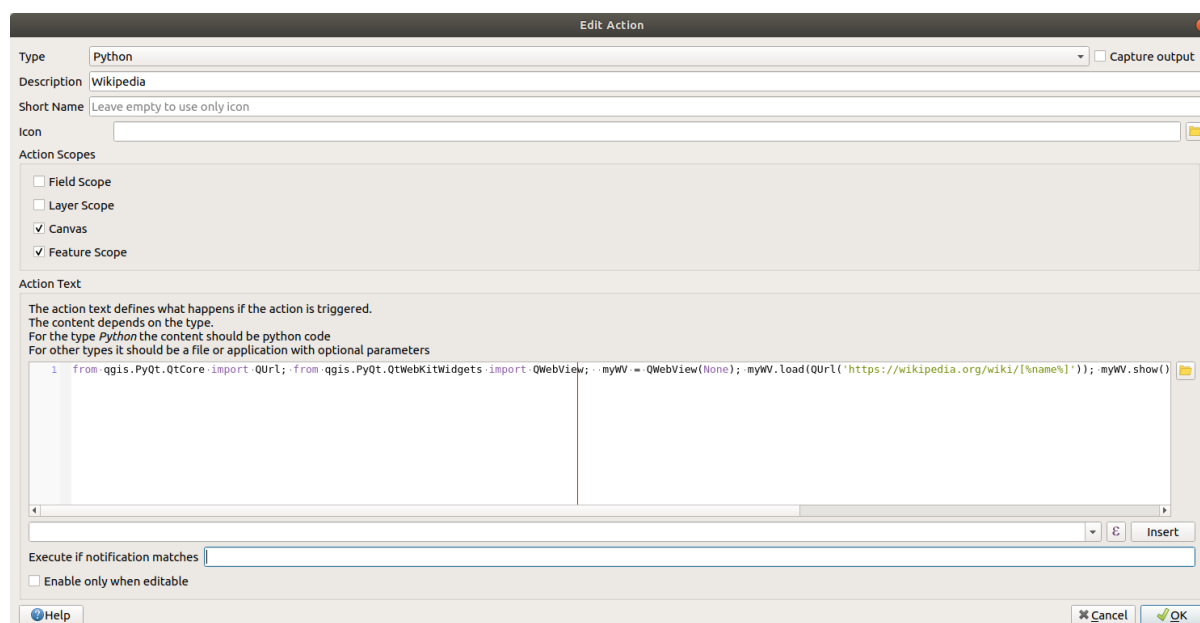 Edit Action
Type Python Capture output
Description Wikipedia
Short Name Leave empty to use only icon
Icon
Action Scopes
Field Scope
Layer Scope
Canvas
Feature Scope
Action Text
The action text defines what happens if the action is triggered.
The content depends on the type.
For the type Python the content should be python code
For other types it should be a file or application with optional parameters
1 from qgis.PyQt.QtCore import QUrl; from qgis.PyQt.QtWebKitWidgets import QWebView;  myWV = QWebView(None); myWV.load(QUrl('https://wikipedia.org/wiki/[%name%]')); myWV.show()
ε Insert
Execute if notification matches
Enable only when editable
Help Cancel OK